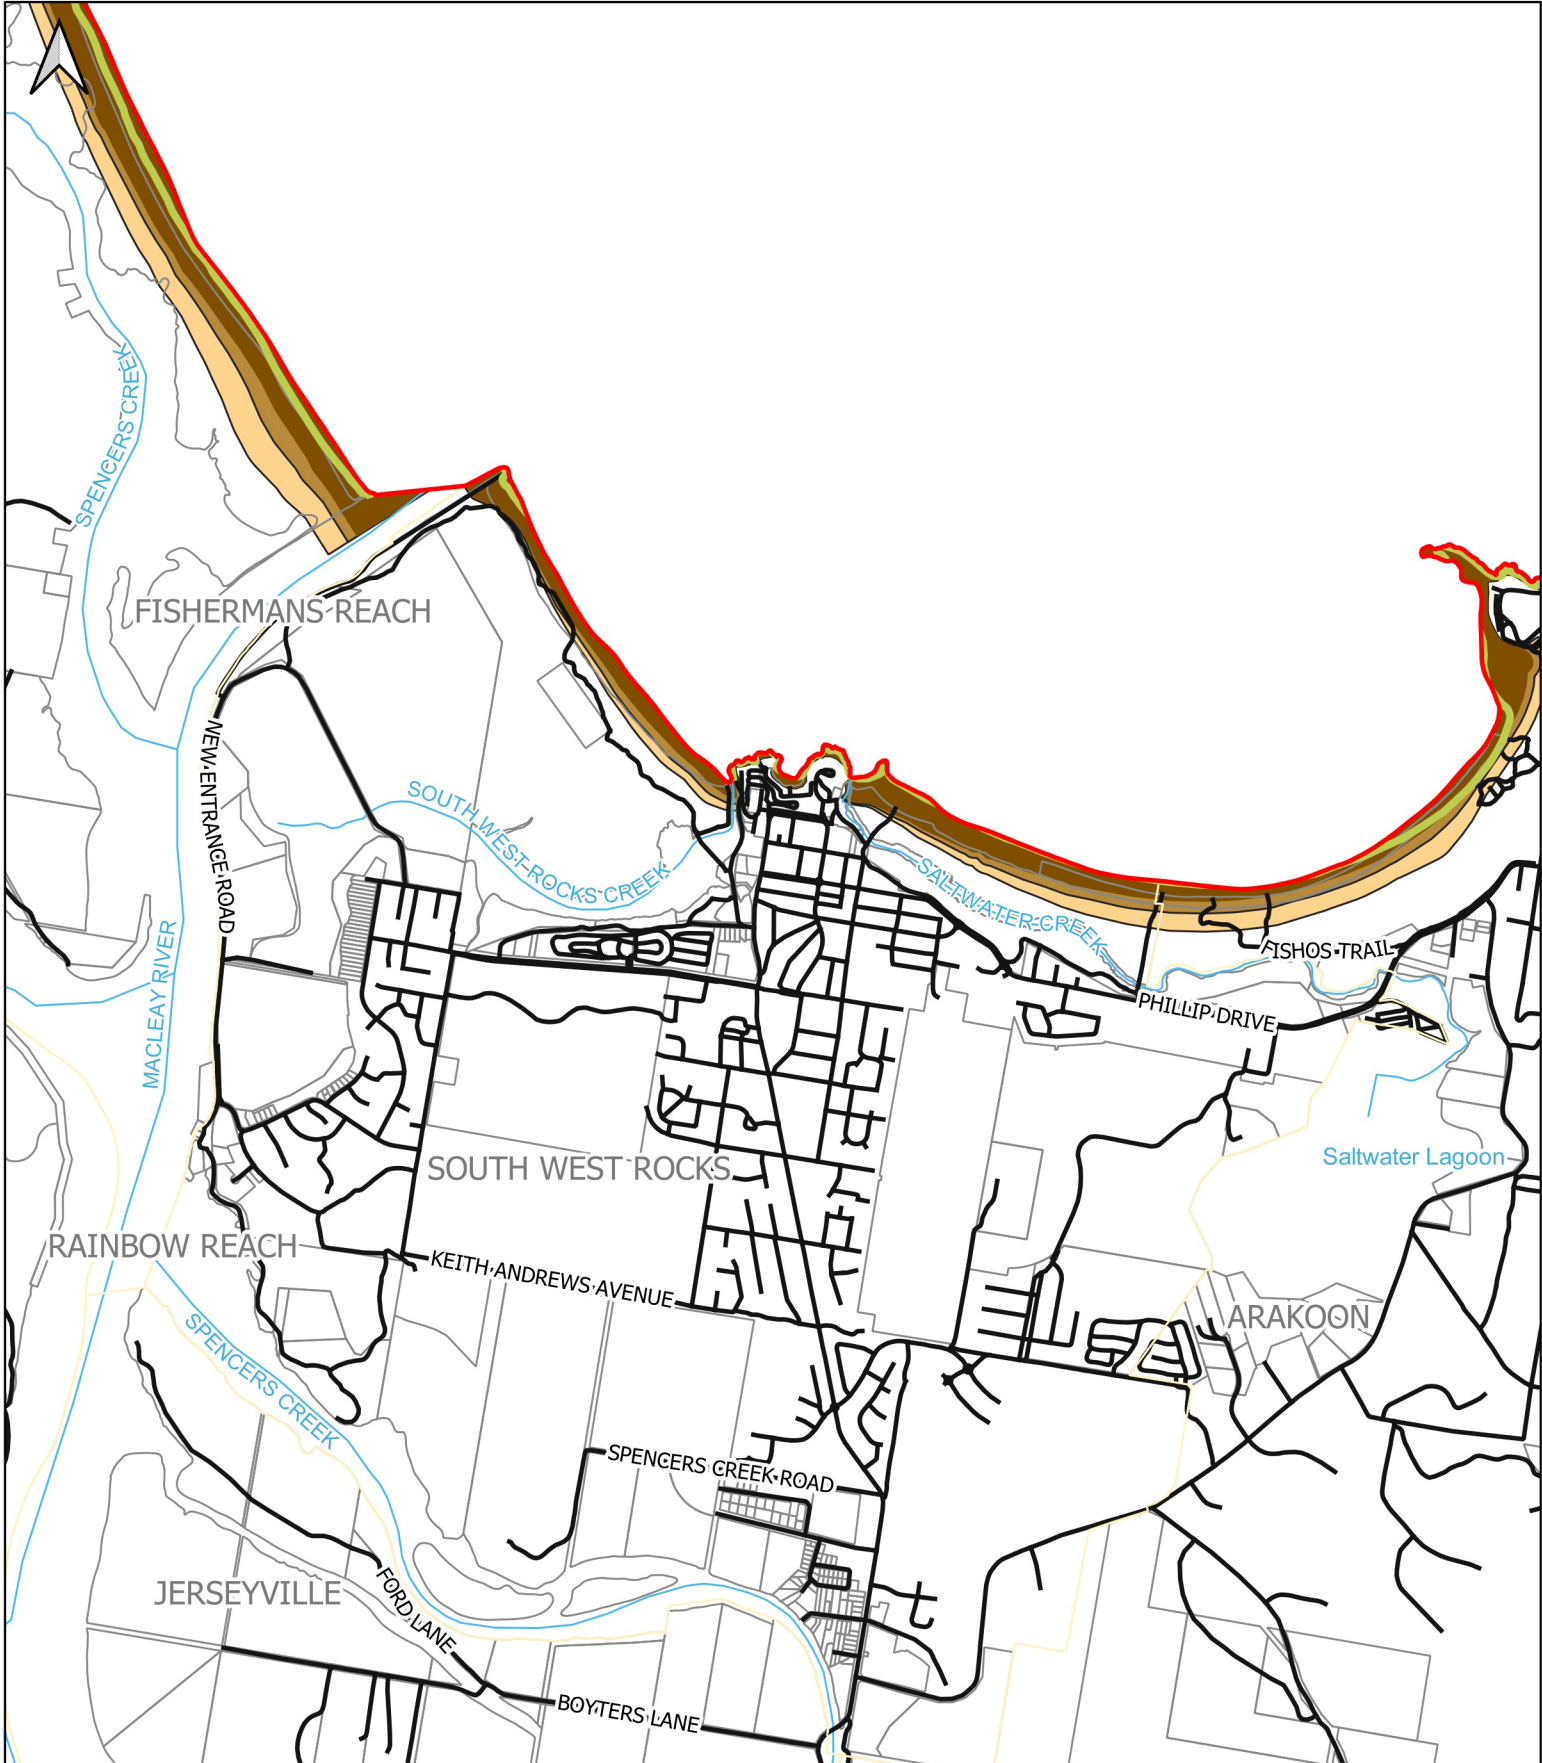 SPENCERS CREEK
FISHERMANS REACH
NEW ENTRANCE ROAD
SOUTH WEST ROCKS CREEK
SALTWATER CREEK
FISHOS TRAIL
MACLEAY RIVER
PHILLIP DRIVE
Saltwater Lagoon
SOUTH WEST ROCKS
RAINBOW REACH
KEITH ANDREWS AVENUE
ARAKOON
SPENCERS CREEK
SPENCERS CREEK ROAD
JERSEYVILLE
FORD LANE
BOYTERS LANE